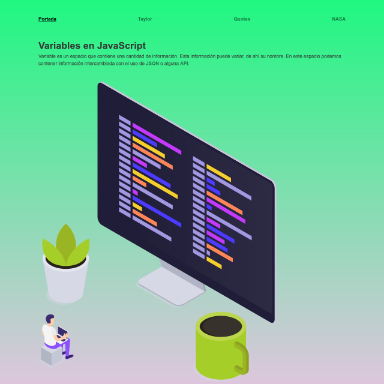 Portada Taylor Quotes NASA
Variables en JavaScript
Variable es un espacio que contiene una cantidad de información. Esta información puede variar, de ahí su nombre. En este espacio podemos
contener información intercambiada con el uso de JSON o alguna API.